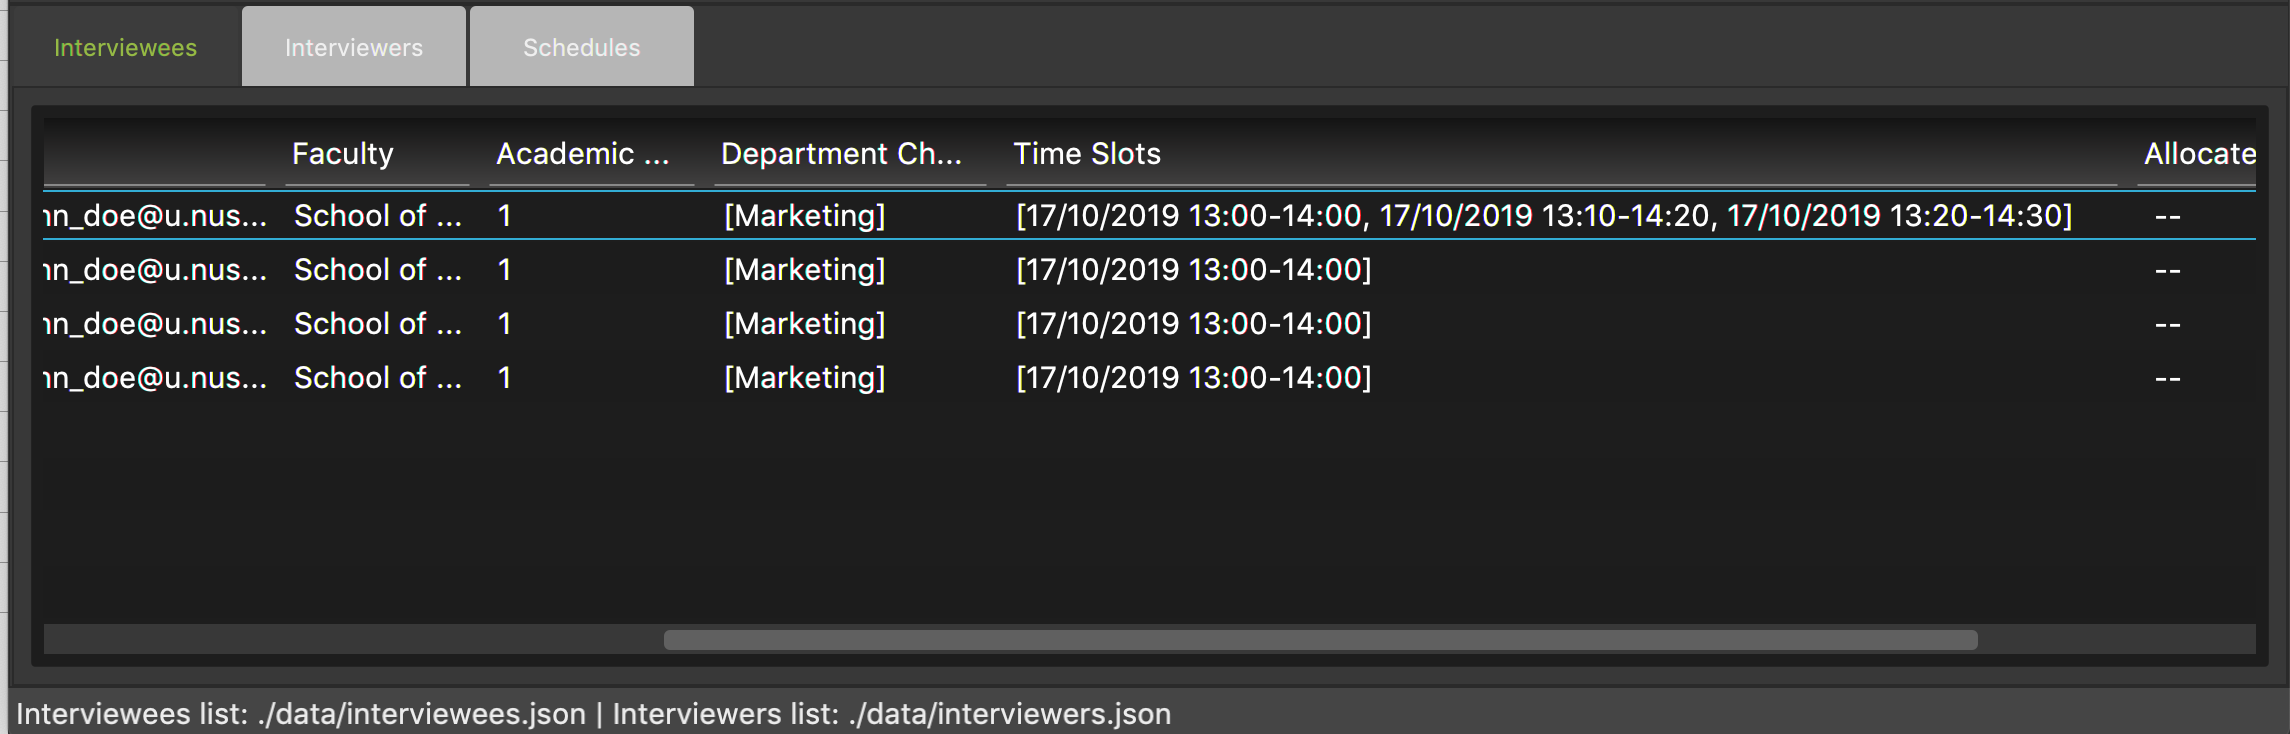 Interviewees Interviewers Schedules
Faculty Academic ... Department Ch... Time Slots Allocate
nn_doe@u.nus... School of ... 1 [Marketing] [17/10/2019 13:00-14:00, 17/10/2019 13:10-14:20, 17/10/2019 13:20-14:30] --
nn_doe@u.nus... School of ... 1 [Marketing] [17/10/2019 13:00-14:00] --
nn_doe@u.nus... School of ... 1 [Marketing] [17/10/2019 13:00-14:00] --
nn_doe@u.nus... School of ... 1 [Marketing] [17/10/2019 13:00-14:00] --
Interviewees list: ./data/interviewees.json | Interviewers list: ./data/interviewers.json